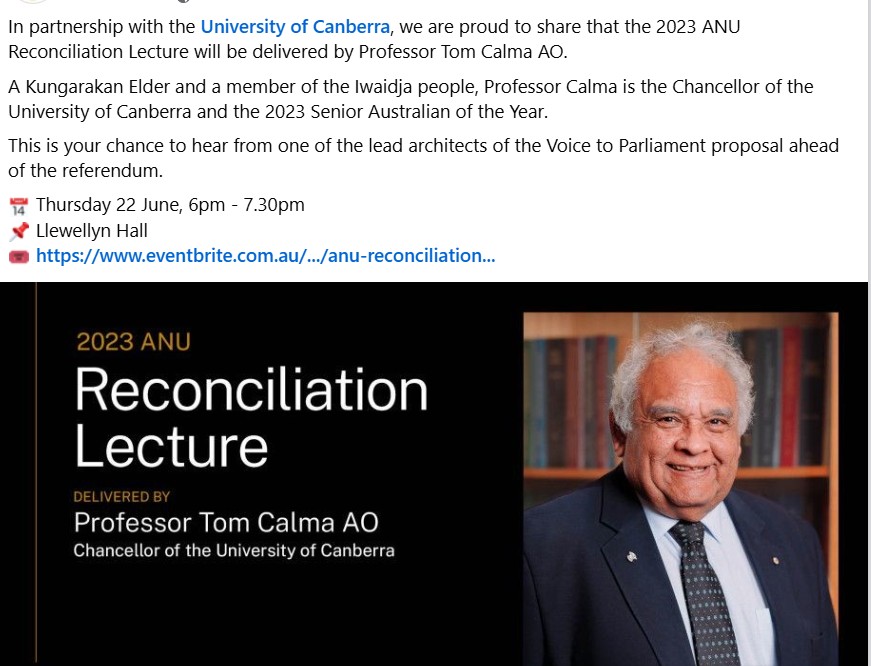 In partnership with the University of Canberra, we are proud to share that the 2023 ANU
Reconciliation Lecture will be delivered by Professor Tom Calma AO.
A Kungarakan Elder and a member of the Iwaidja people, Professor Calma is the Chancellor of the
University of Canberra and the 2023 Senior Australian of the Year.
This is your chance to hear from one of the lead architects of the Voice to Parliament proposal ahead
of the referendum.
Thursday 22 June, 6pm - 7.30pm
Llewellyn Hall
https://www.eventbrite.com.au/.../anu-reconciliation...
2023 ANU
Reconciliation
Lecture
DELIVERED BY
Professor Tom Calma AO
Chancellor of the University of Canberra